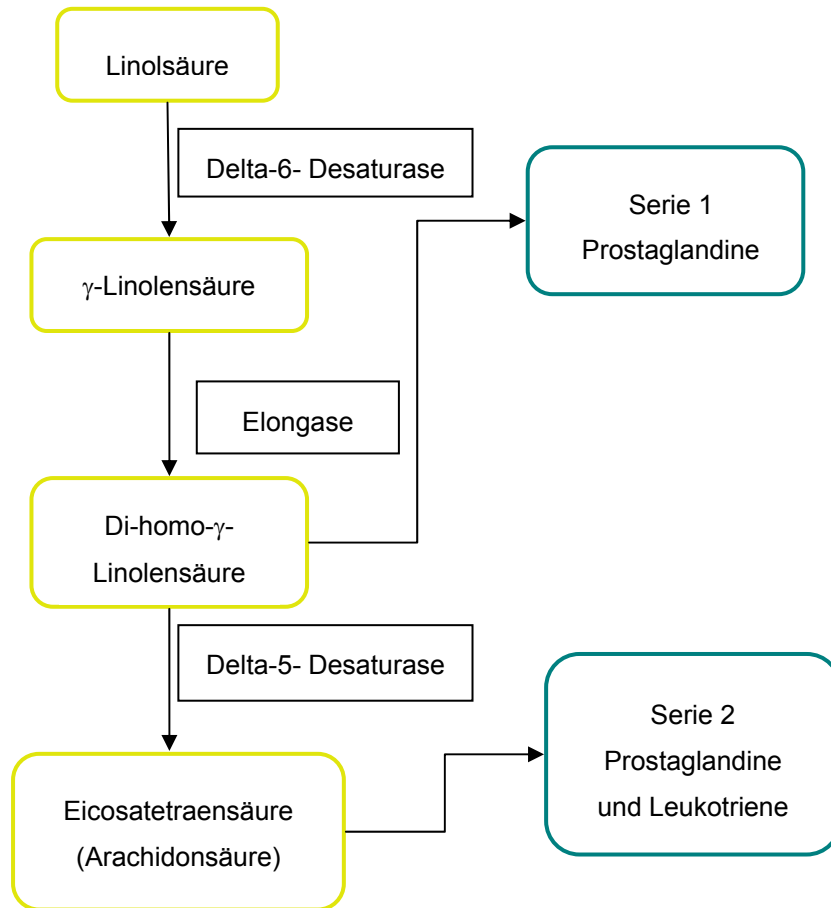 Linolsäure
Delta-6- Desaturase
Serie 1
Prostaglandine
γ-Linolensäure
Elongase
Di-homo-γ-
Linolensäure
Delta-5- Desaturase
Serie 2
Prostaglandine
und Leukotriene
Eicosatetraensäure
(Arachidonsäure)